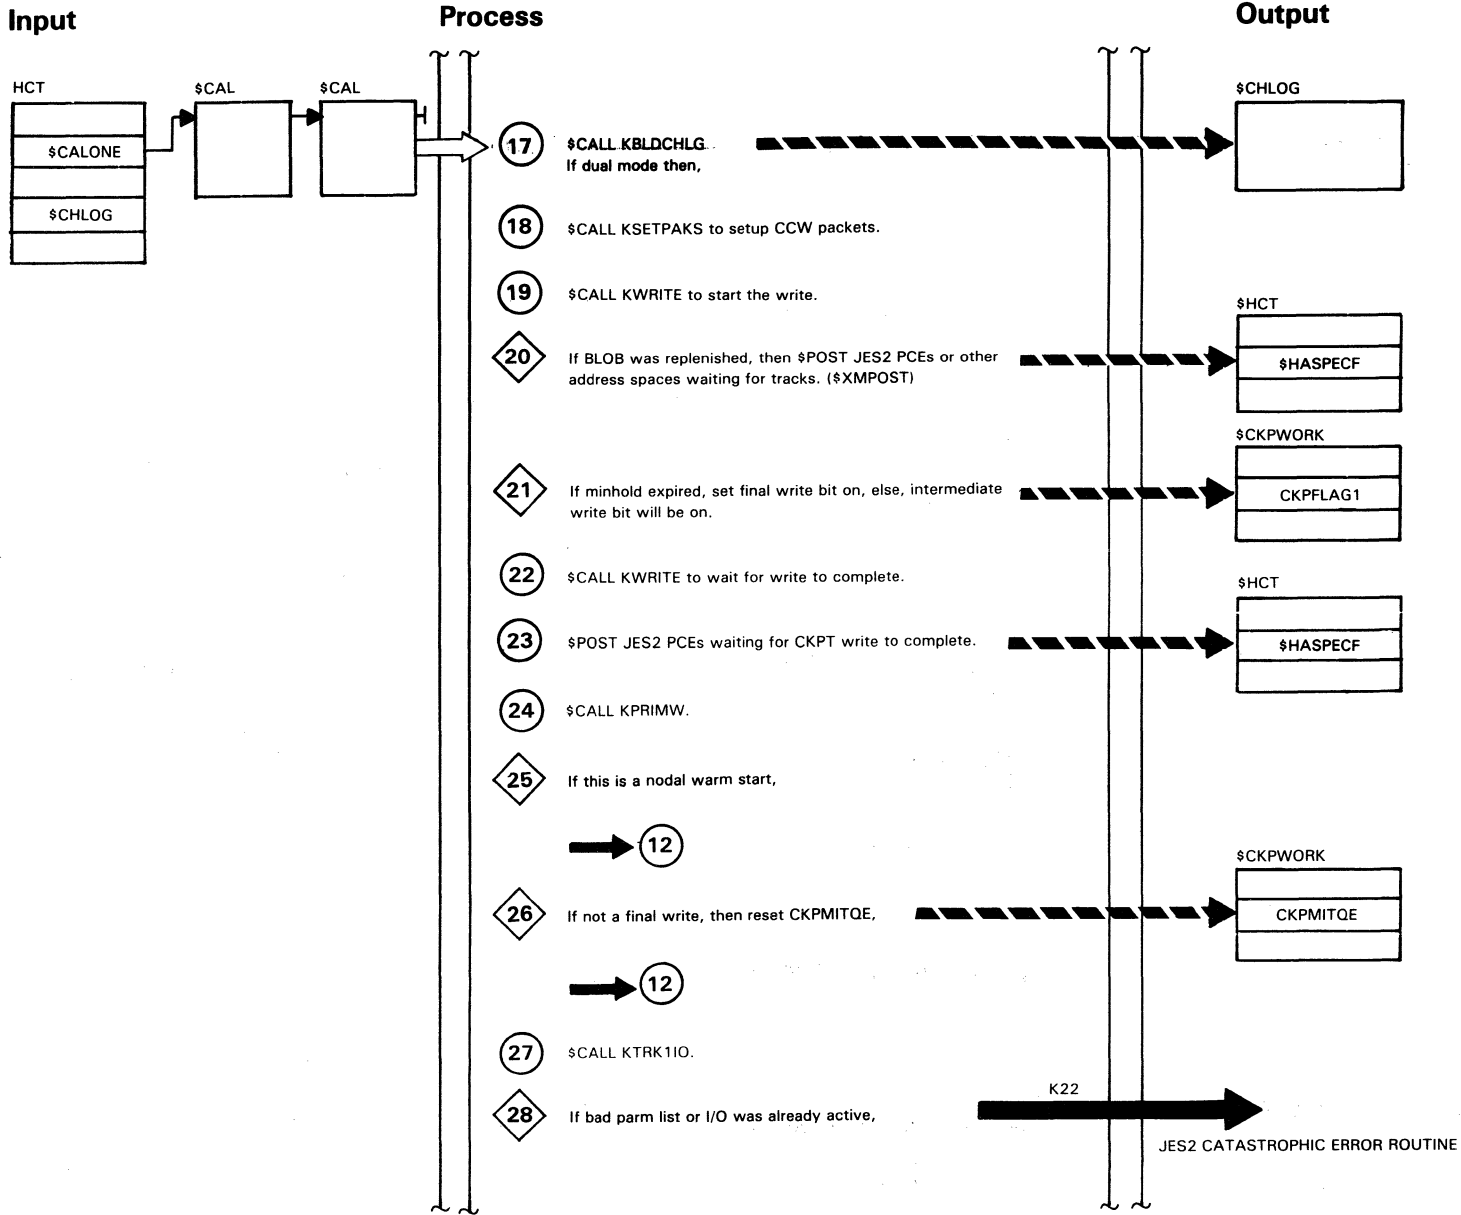 Input
Process
Output
HCT
$CALONE
$CHLOG
$CAL
$CAL
17
$CALL KBLDCHLG
If dual mode then,
$CHLOG
18
$CALL KSETPAKS to setup CCW packets.
19
$CALL KWRITE to start the write.
20
If BLOB was replenished, then $POST JES2 PCEs or other
address spaces waiting for tracks. ($XMPOST)
$HCT
$HASPECF
21
If minhold expired, set final write bit on, else, intermediate
write bit will be on.
$CKPWORK
CKPFLAG1
22
$CALL KWRITE to wait for write to complete.
23
$POST JES2 PCEs waiting for CKPT write to complete.
$HCT
$HASPECF
24
$CALL KPRIMW.
25
If this is a nodal warm start,
12
26
If not a final write, then reset CKPMITQE,
$CKPWORK
CKPMITQE
12
27
$CALL KTRK1IO.
28
If bad parm list or I/O was already active,
K22
JES2 CATASTROPHIC ERROR ROUTINE